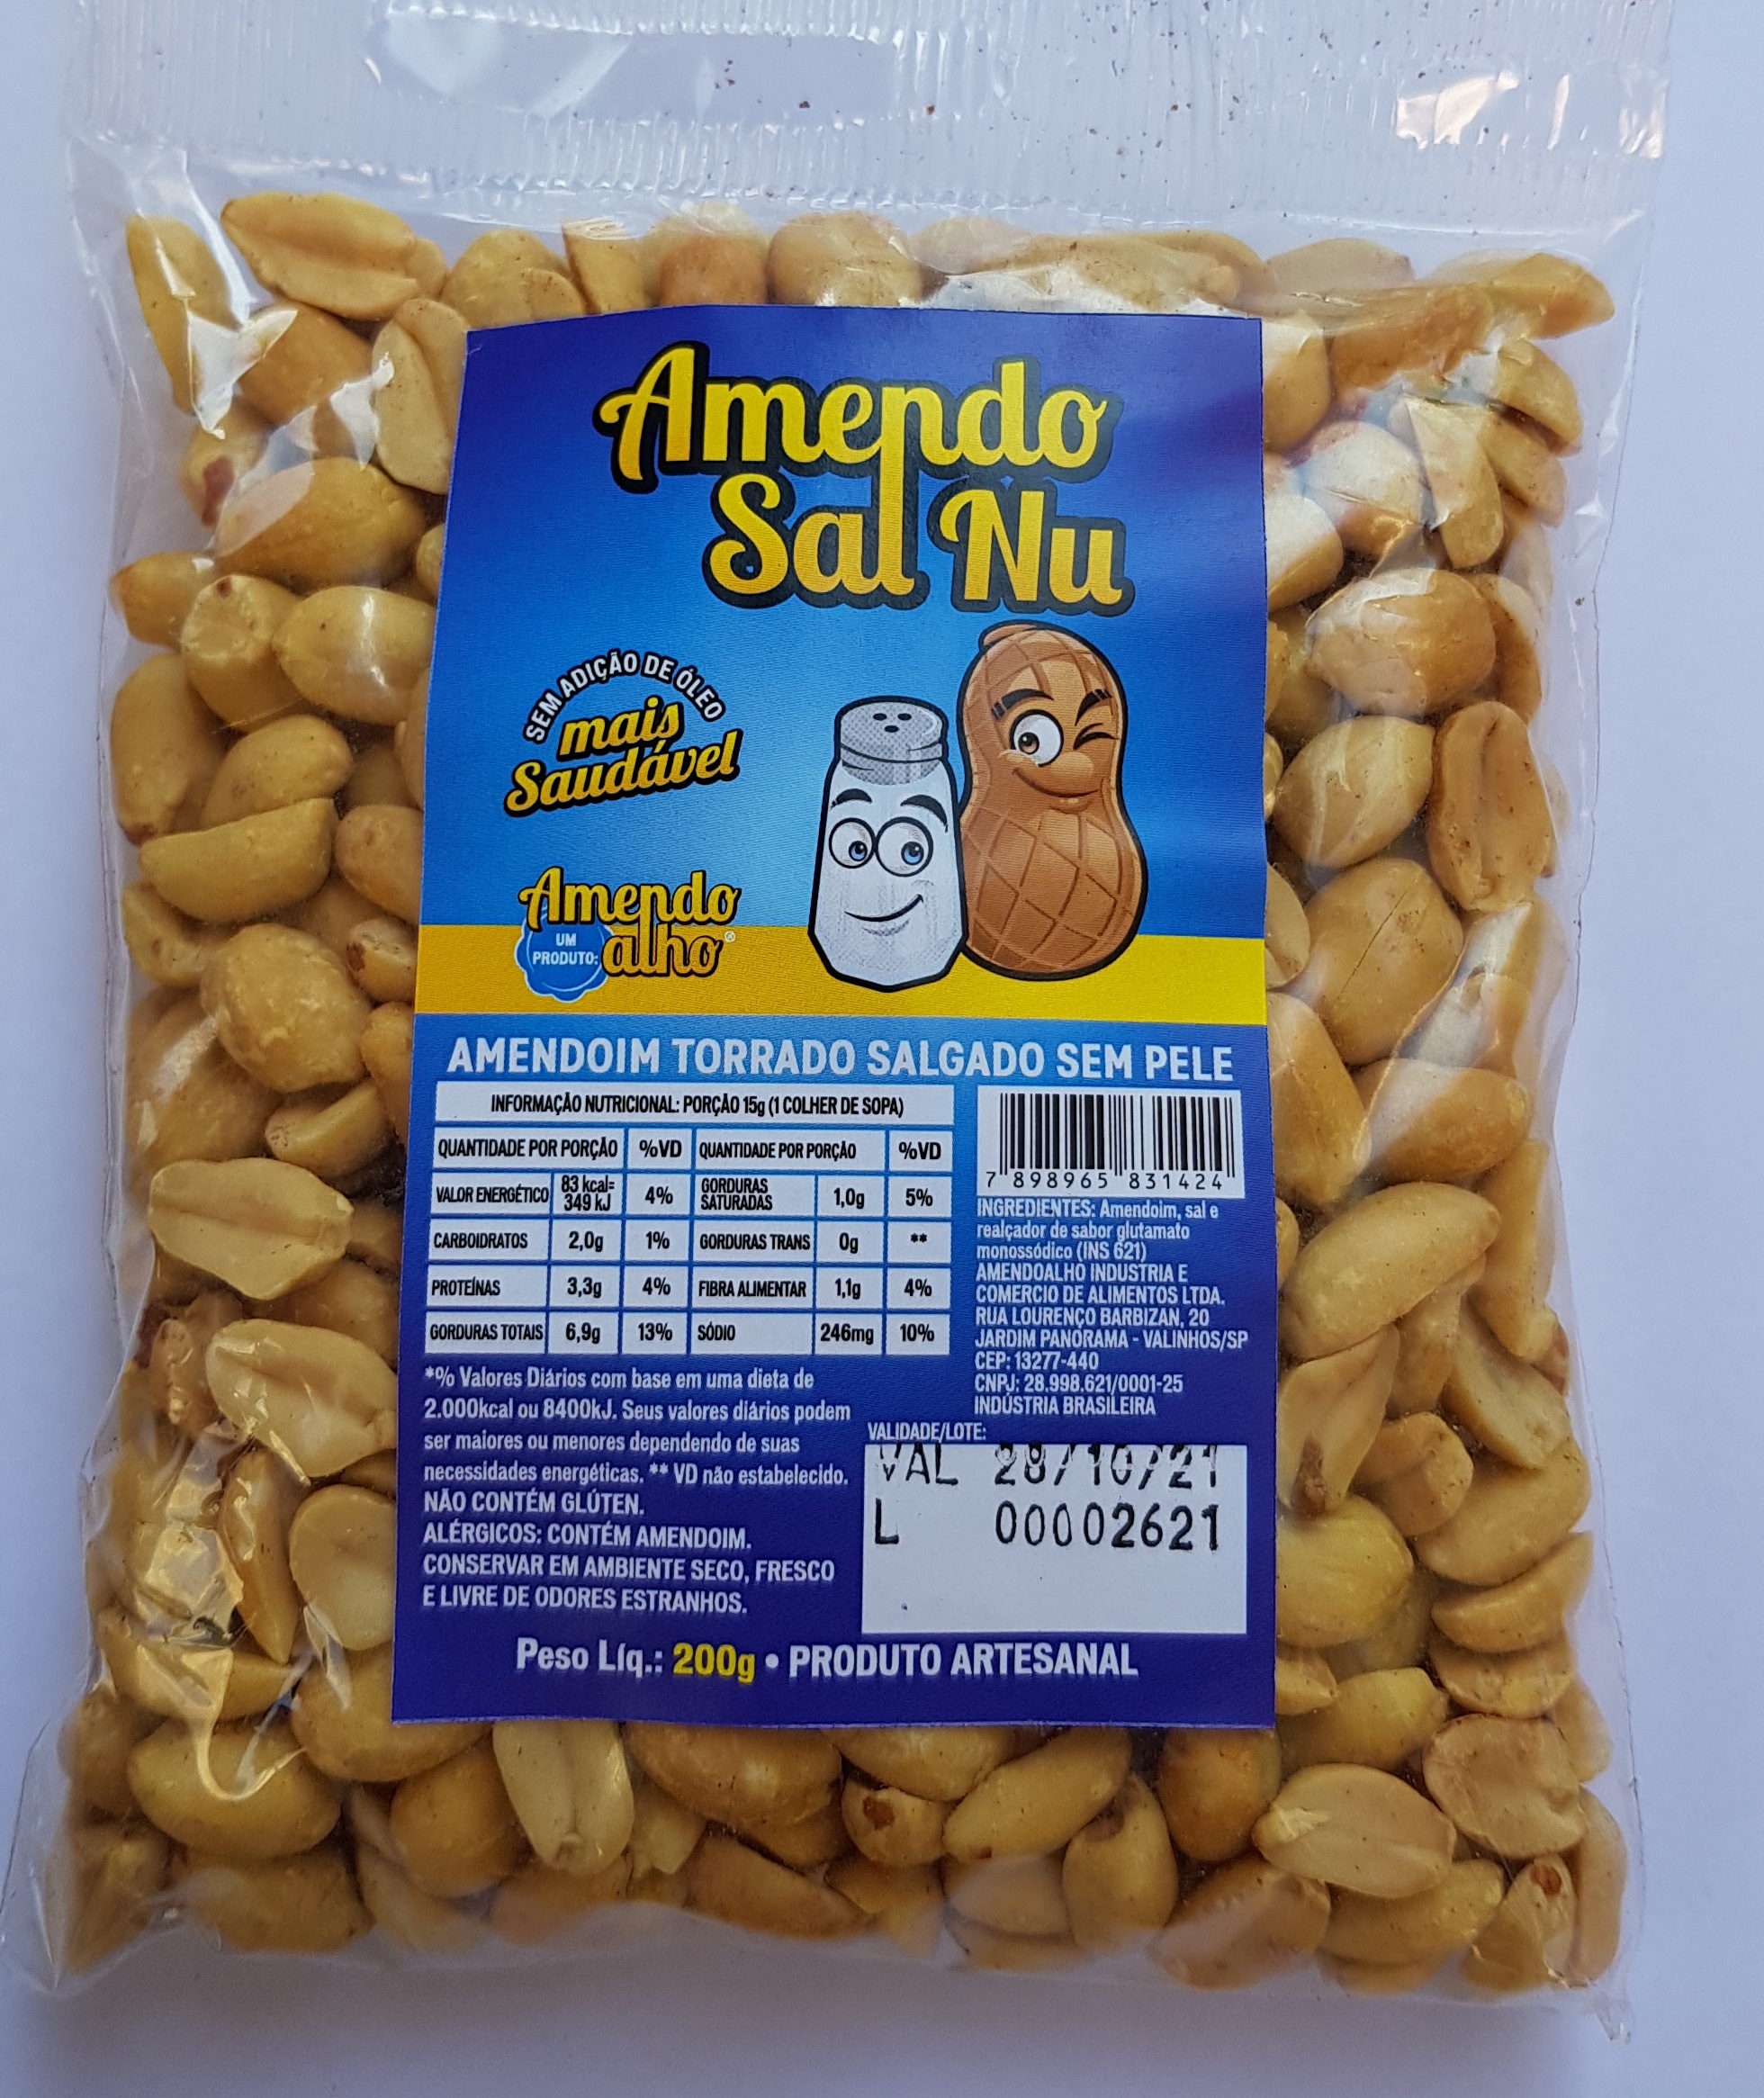 Amendo
Sal Nu
SEM ADIÇÃO DE ÓLEO
mais
Saudável
Amendo
alho®
UM
PRODUTO:
AMENDOIM TORRADO SALGADO SEM PELE
INFORMAÇÃO NUTRICIONAL: PORÇÃO 15g (1 COLHER DE SOPA)
QUANTIDADE POR PORÇÃO %VD QUANTIDADE POR PORÇÃO %VD
VALOR ENERGÉTICO 83 kcal= 349 kJ 4% GORDURAS SATURADAS 1,0g 5%
CARBOIDRATOS 2,0g 1% GORDURAS TRANS 0g **
PROTEÍNAS 3,3g 4% FIBRA ALIMENTAR 1,1g 4%
GORDURAS TOTAIS 6,9g 13% SÓDIO 246mg 10%
*% Valores Diários com base em uma dieta de
2.000kcal ou 8400kJ. Seus valores diários podem
ser maiores ou menores dependendo de suas
necessidades energéticas. ** VD não estabelecido.
NÃO CONTÉM GLÚTEN.
ALÉRGICOS: CONTÉM AMENDOIM.
CONSERVAR EM AMBIENTE SECO, FRESCO
E LIVRE DE ODORES ESTRANHOS.
7 898965 831424
INGREDIENTES: Amendoim, sal e
realçador de sabor glutamato
monossódico (INS 621)
AMENDOALHO INDUSTRIA E
COMERCIO DE ALIMENTOS LTDA.
RUA LOURENÇO BARBIZAN, 20
JARDIM PANORAMA - VALINHOS/SP
CEP: 13277-440
CNPJ: 28.998.621/0001-25
INDÚSTRIA BRASILEIRA
VALIDADE/LOTE:
VAL 28/10/21
L 00002621
Peso Líq.: 200g • PRODUTO ARTESANAL